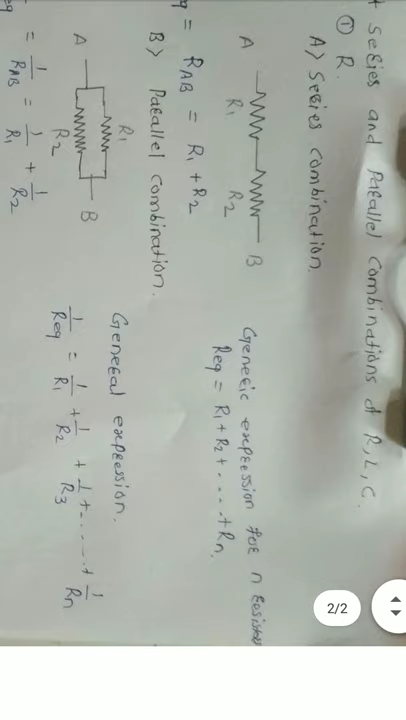 Series and Parallel Combinations of R, L, C.
① R.
A) Series combination.
A R1 R2 B
RAB = R1 + R2
Generic expression for n
Req = R1 + R2 + .... + Rn.
B) Parallel combination.
A R1 R2 B
= 1/RAB = 1/R1 + 1/R2
General expression.
1/Req = 1/R1 + 1/R2 + 1/R3 + ...... + 1/Rn
2/2